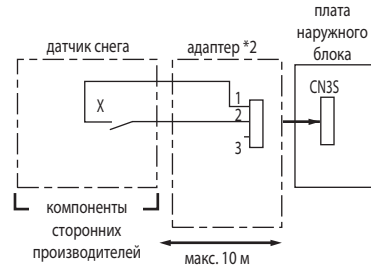 плата
наружного
блока
датчик снега
адаптер *2
CN3S
X
1
2
3
компоненты
сторонних
производителей
макс. 10 м